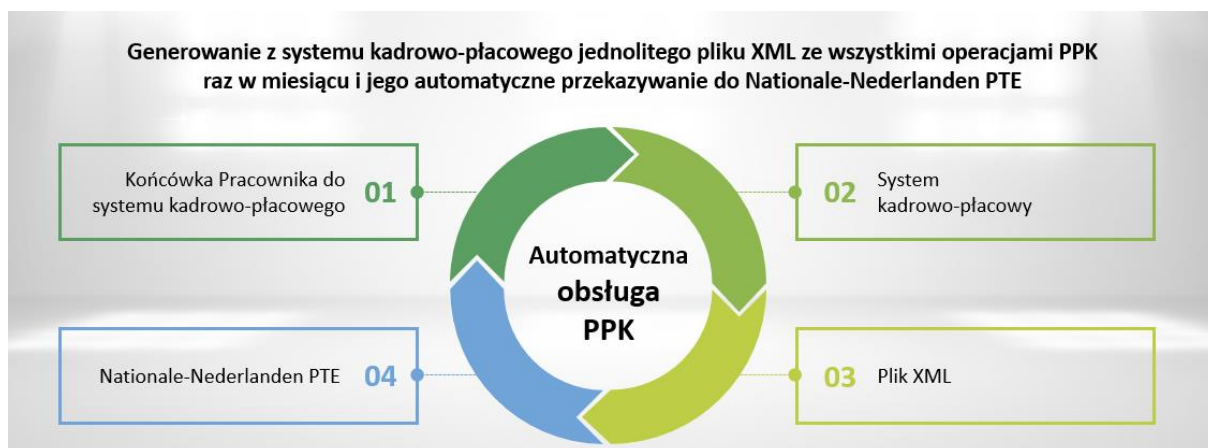 Generowanie z systemu kadrowo-płacowego jednolitego pliku XML ze wszystkimi operacjami PPK
raz w miesiącu i jego automatyczne przekazywanie do Nationale-Nederlanden PTE
Końcówka Pracownika do
systemu kadrowo-płacowego
01
02
System
kadrowo-płacowy
Automatyczna
obsługa
PPK
Nationale-Nederlanden PTE
04
03
Plik XML